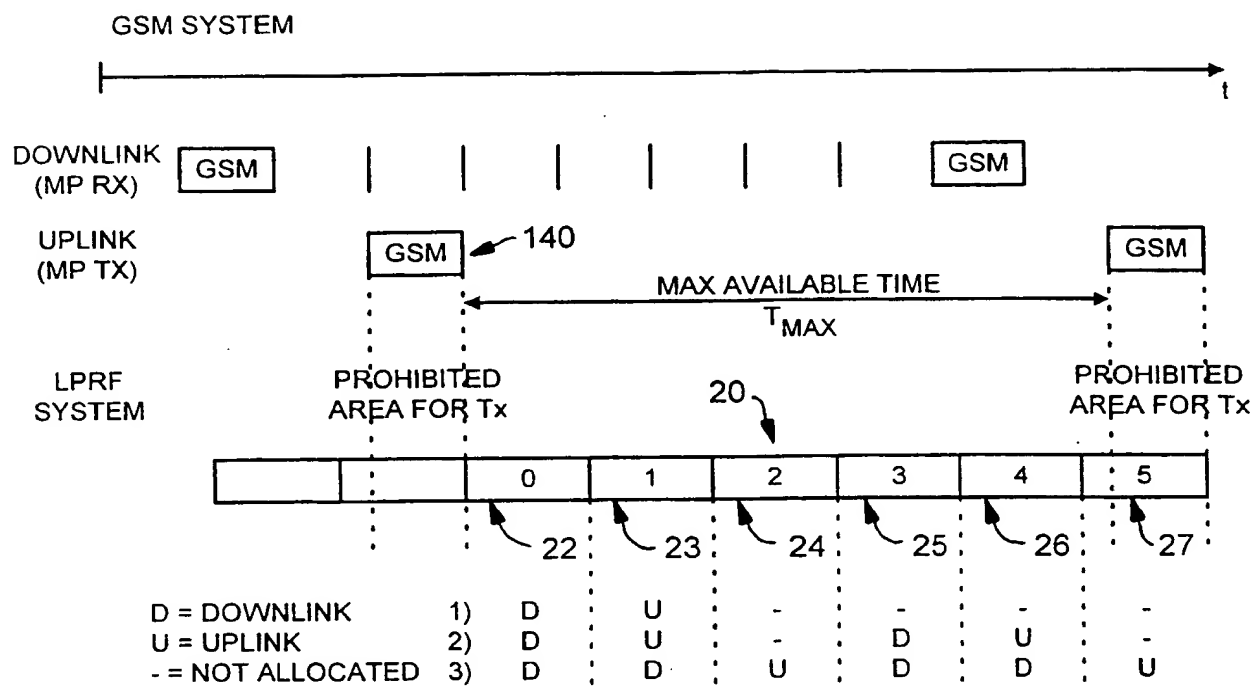 GSM SYSTEM
t
DOWNLINK
(MP RX)
GSM
GSM
UPLINK
(MP TX)
GSM
140
GSM
MAX AVAILABLE TIME
TMAX
LPRF
SYSTEM
PROHIBITED
AREA FOR Tx
20
PROHIBITED
AREA FOR Tx
0 1 2 3 4 5
22 23 24 25 26 27
D = DOWNLINK 1) D U - - - -
U = UPLINK 2) D U - D U -
- = NOT ALLOCATED 3) D D U D D U